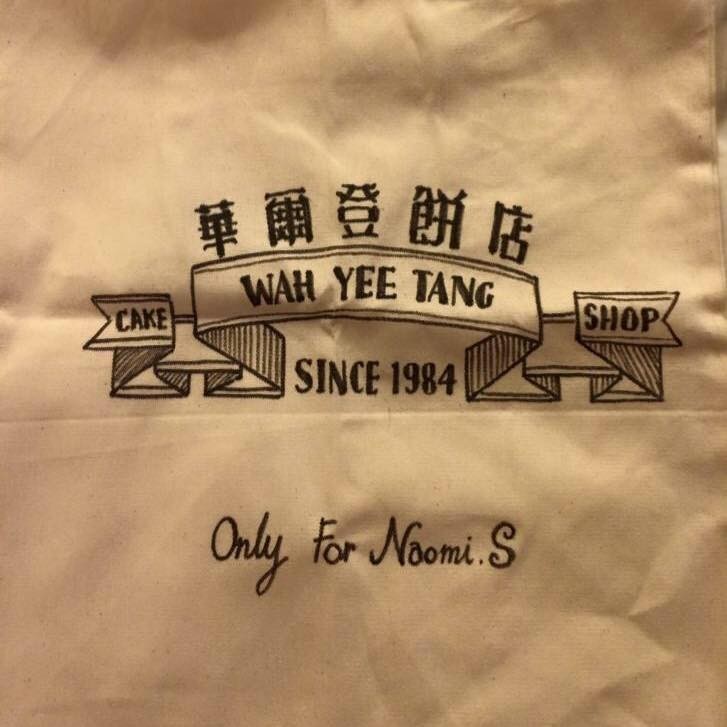 華爾登餅店
WAH YEE TANG
CAKE SHOP
SINCE 1984
Only For Naomi.S